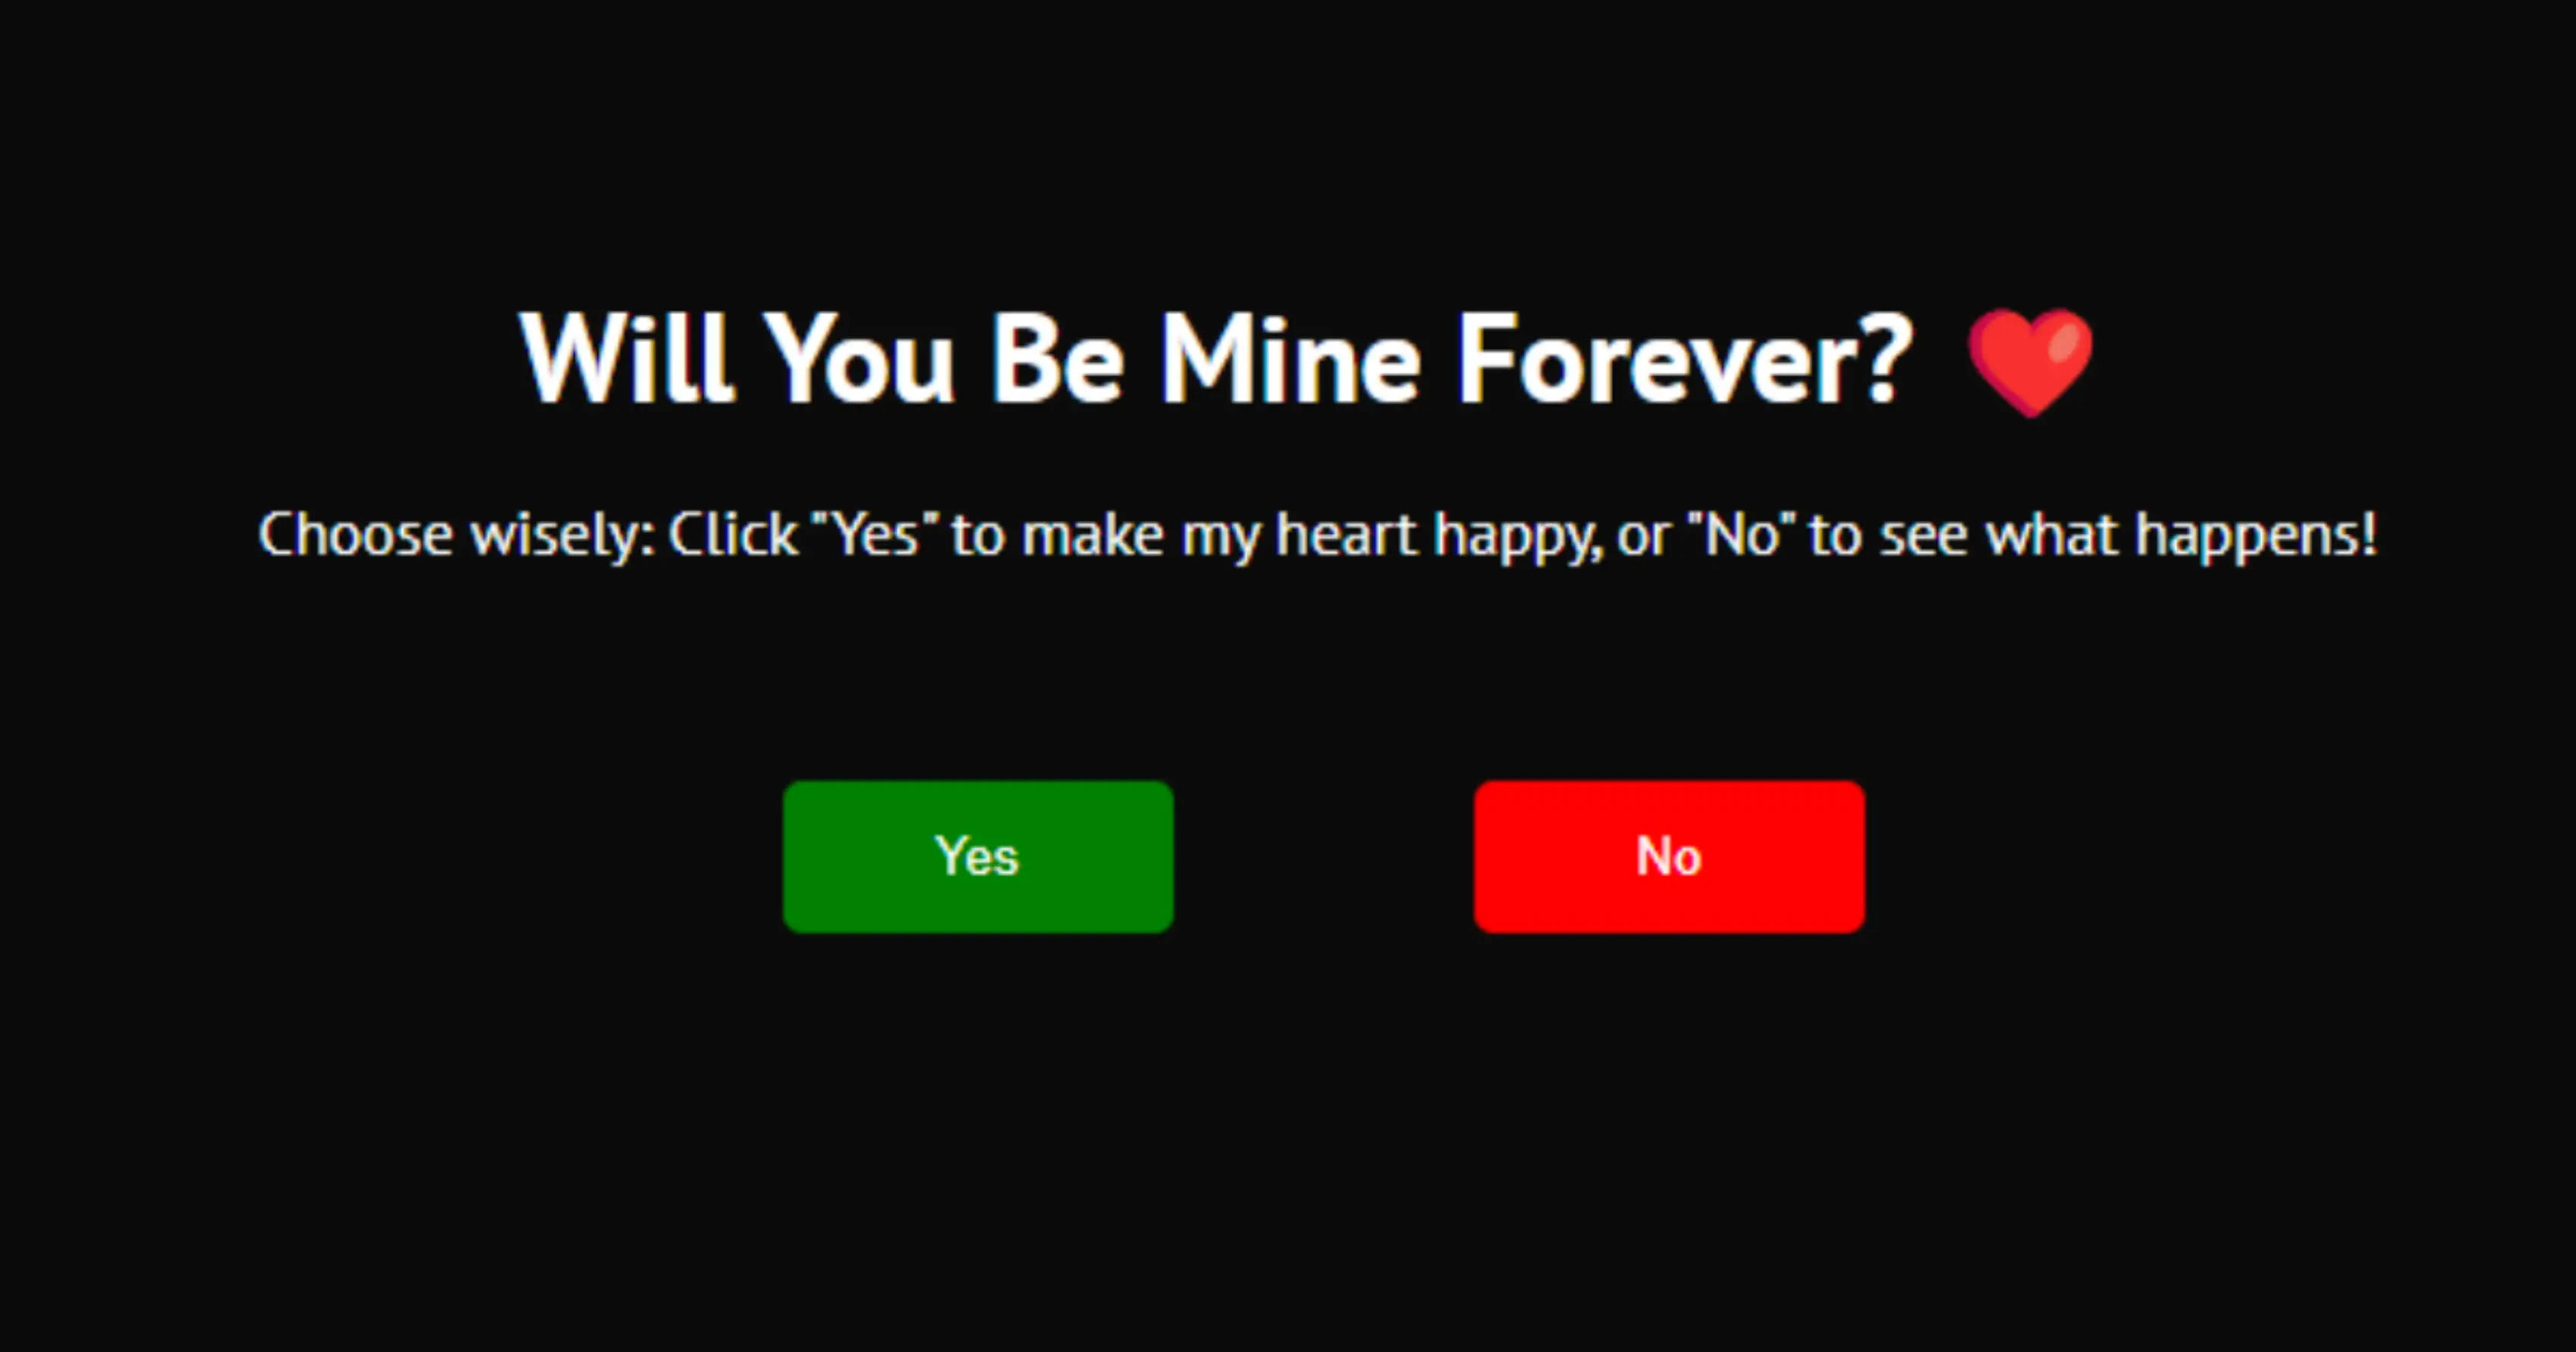 Will You Be Mine Forever? ❤️
Choose wisely: Click "Yes" to make my heart happy, or "No" to see what happens!
Yes
No